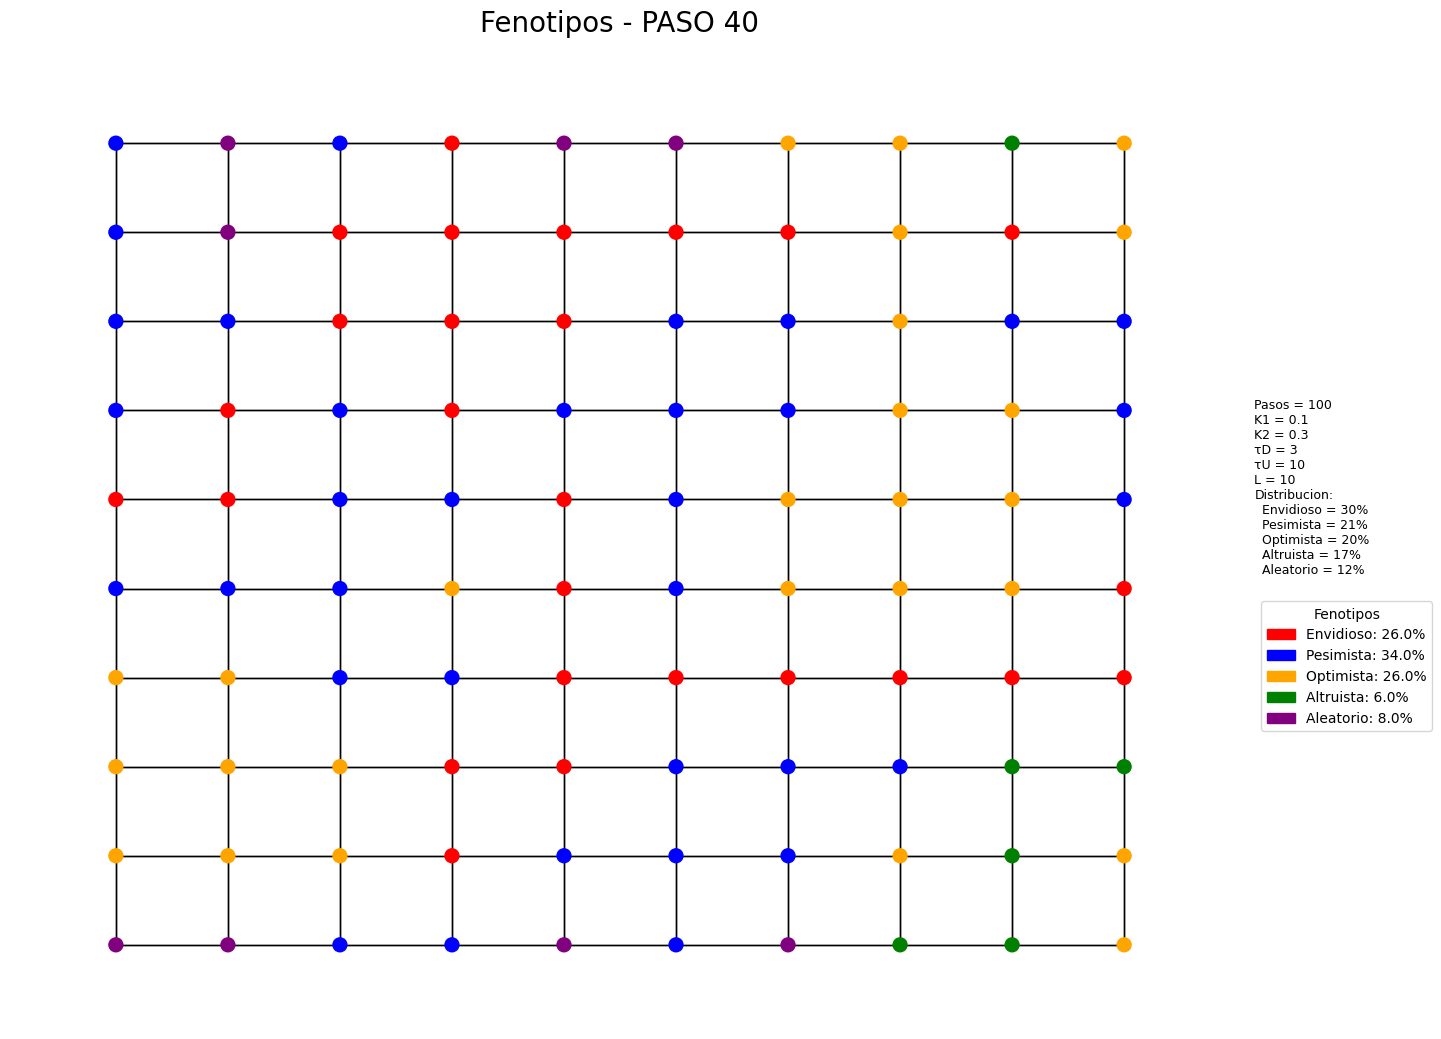 Fenotipos - PASO 40
Pasos = 100
K1 = 0.1
K2 = 0.3
τD = 3
τU = 10
L = 10
Distribucion:
Envidioso = 30%
Pesimista = 21%
Optimista = 20%
Altruista = 17%
Aleatorio = 12%
Fenotipos
Envidioso: 26.0%
Pesimista: 34.0%
Optimista: 26.0%
Altruista: 6.0%
Aleatorio: 8.0%